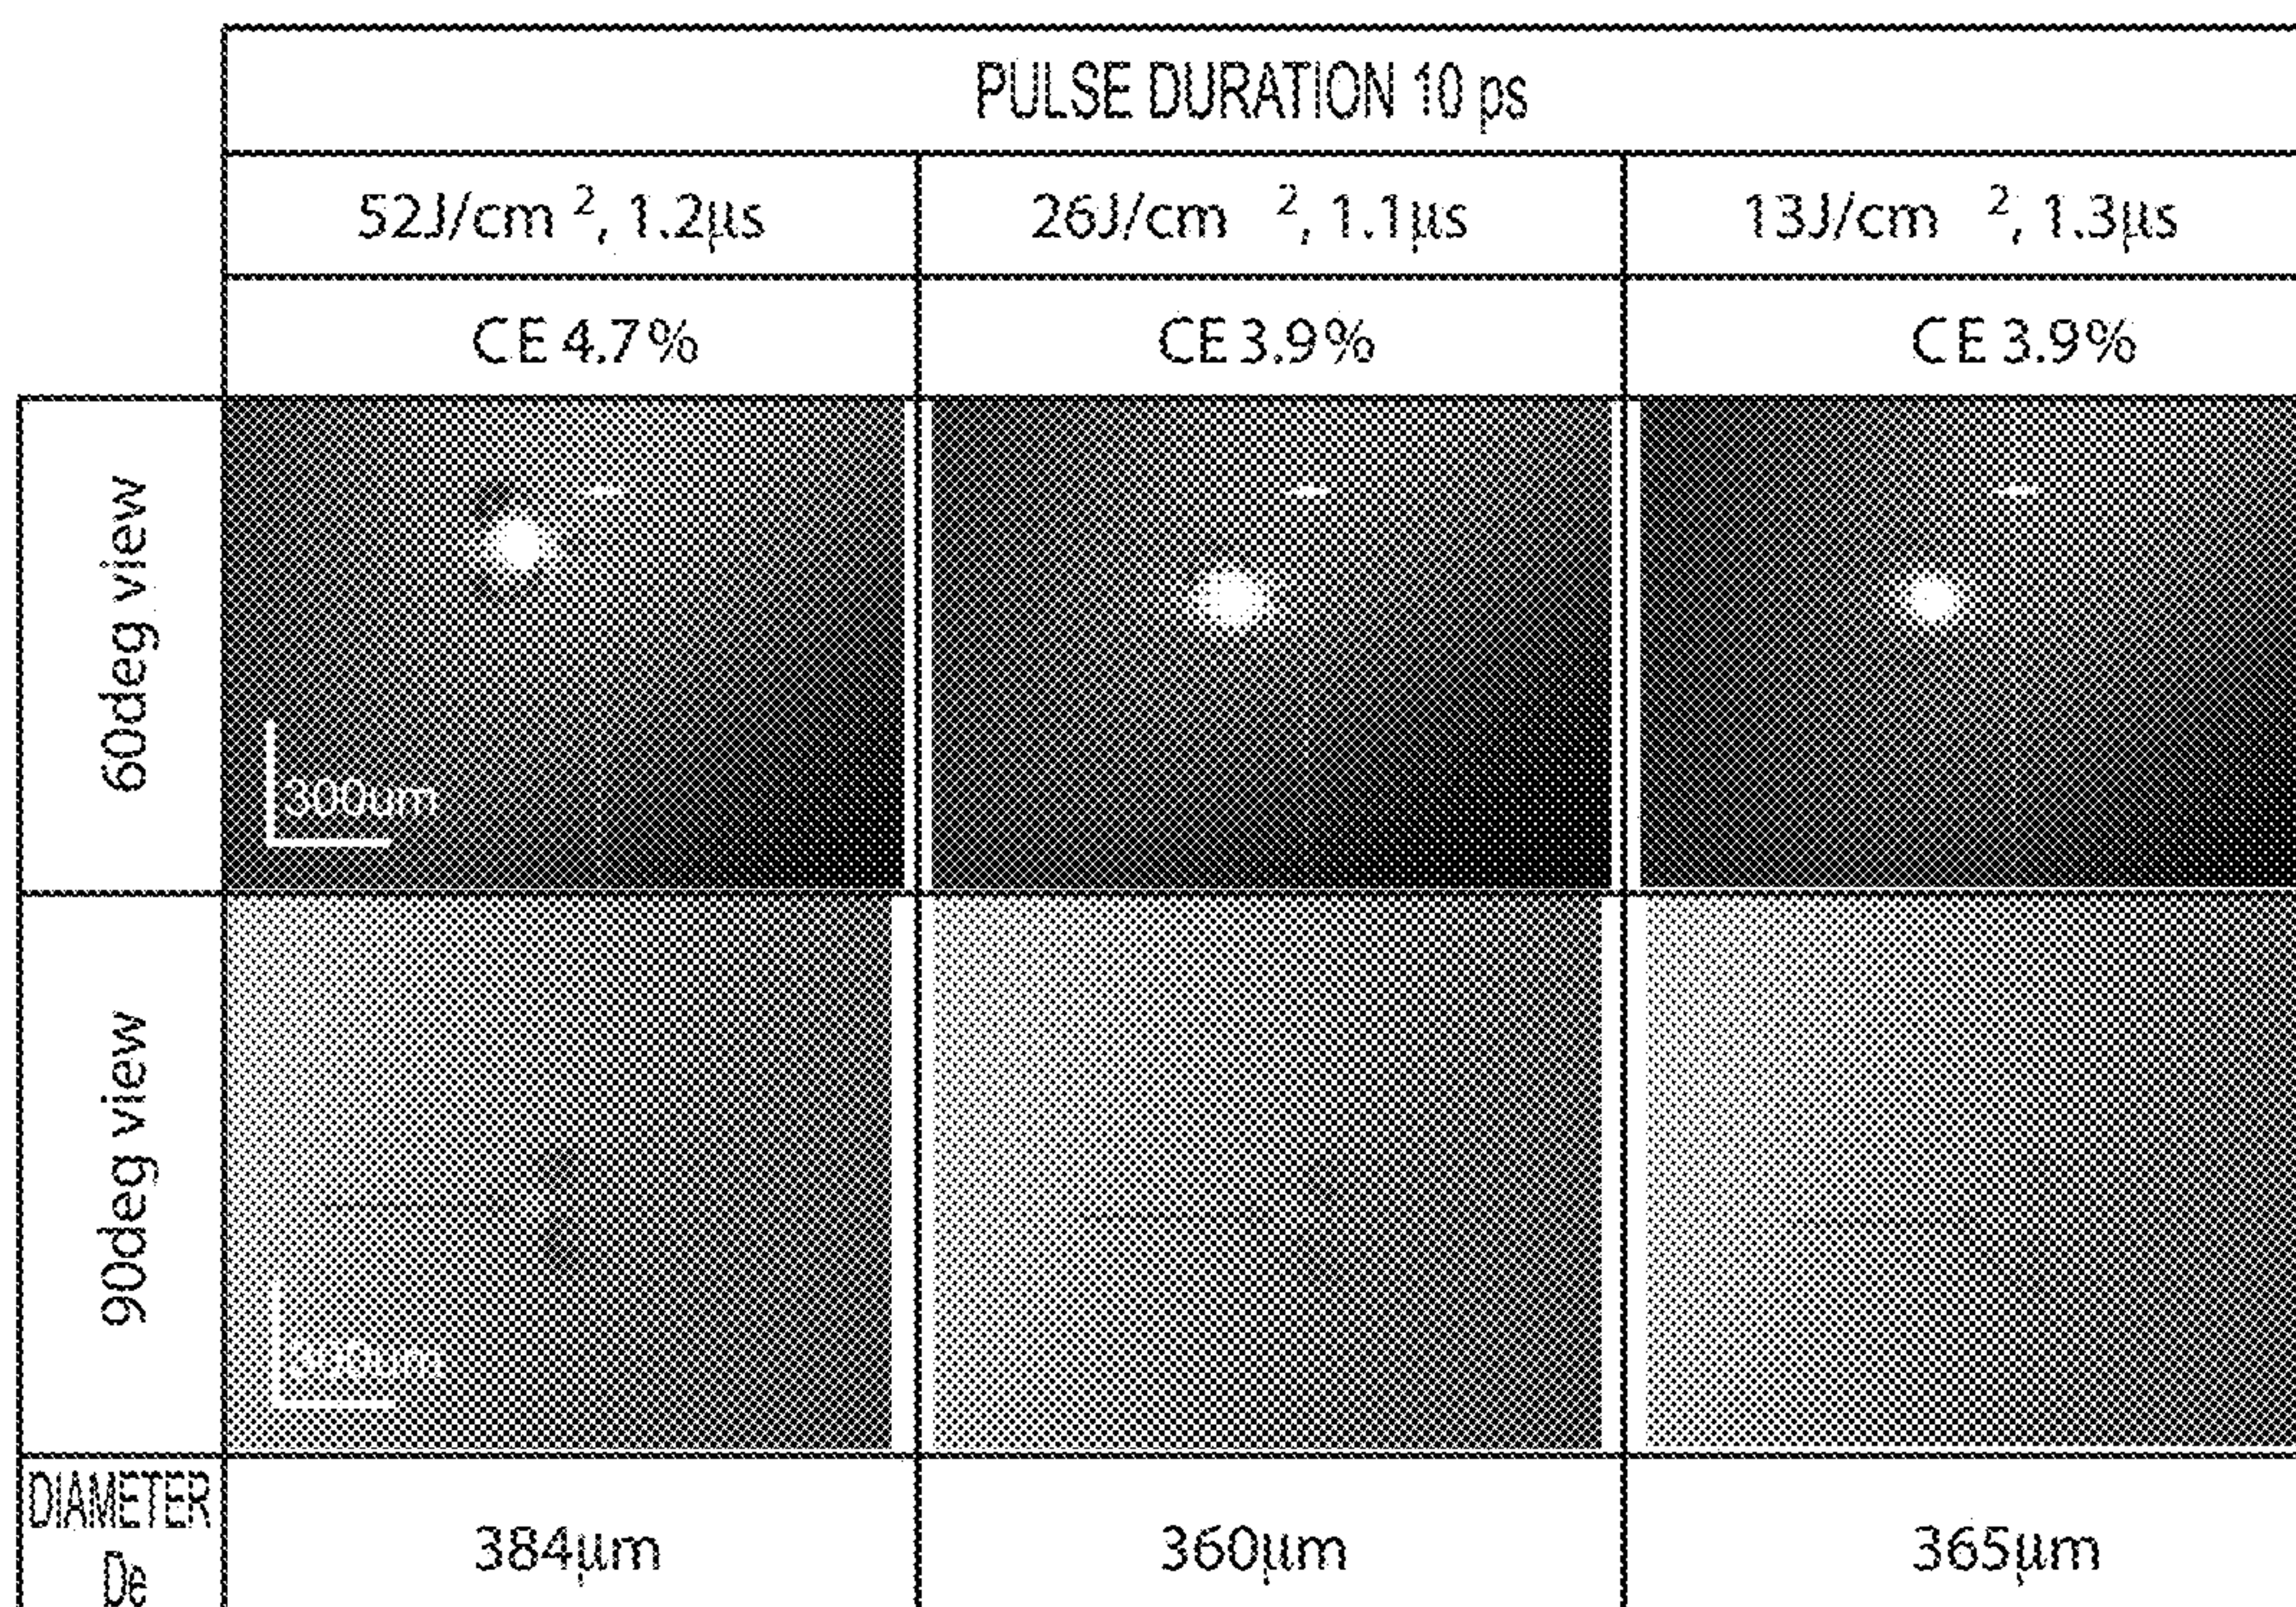 PULSE DURATION 10 ps
52J/cm ², 1.2μs
26J/cm ², 1.1μs
13J/cm ², 1.3μs
CE 4.7%
CE 3.9%
CE 3.9%
60deg view
300um
90deg view
300um
DIAMETER
De
384μm
360μm
365μm